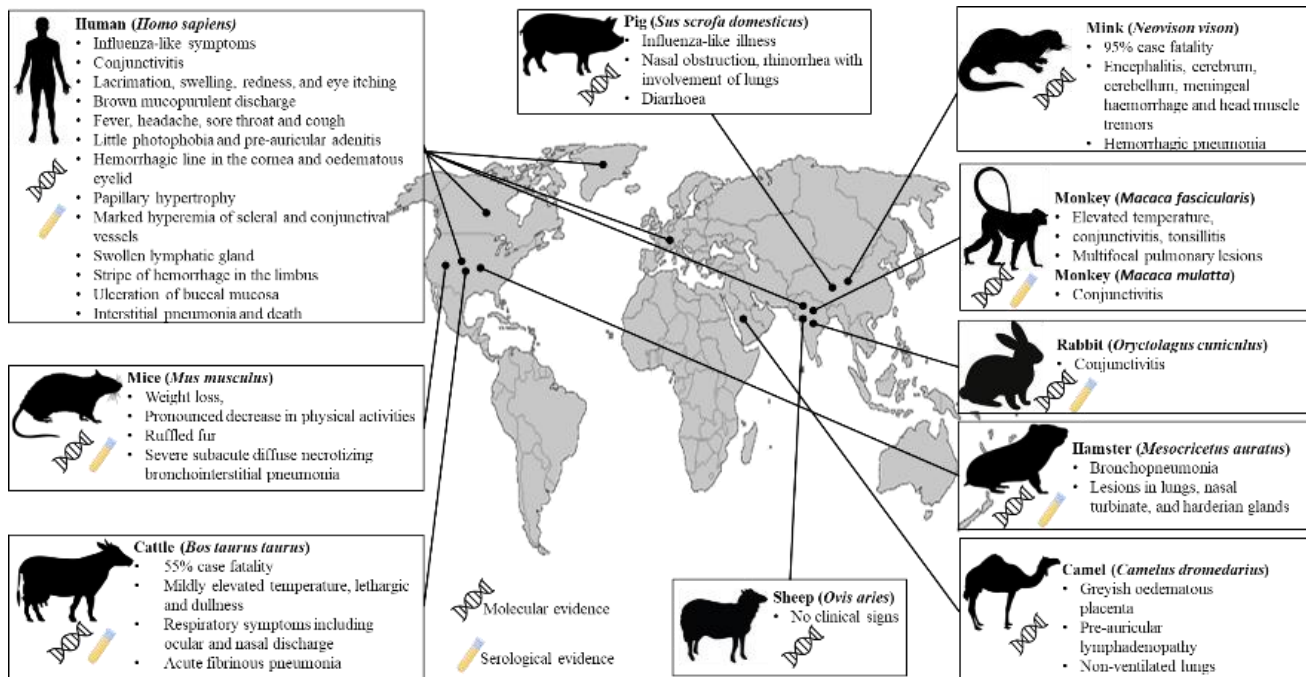 Human (Homo sapiens)
• Influenza-like symptoms
• Conjunctivitis
• Lacrimation, swelling, redness, and eye itching
• Brown mucopurulent discharge
• Fever, headache, sore throat and cough
• Little photophobia and pre-auricular adenitis
• Hemorrhagic line in the cornea and oedematous
eyelid
• Papillary hypertrophy
• Marked hyperemia of scleral and conjunctival
vessels
• Swollen lymphatic gland
• Stripe of hemorrhage in the limbus
• Ulceration of buccal mucosa
• Interstitial pneumonia and death
Pig (Sus scrofa domesticus)
• Influenza-like illness
• Nasal obstruction, rhinorrhea with
involvement of lungs
• Diarrhoea
Mink (Neovison vison)
• 95% case fatality
• Encephalitis, cerebrum,
cerebellum, meningeal
haemorrhage and head muscle
tremors
• Hemorrhagic pneumonia
Monkey (Macaca fascicularis)
• Elevated temperature,
conjunctivitis, tonsillitis
• Multifocal pulmonary lesions
Monkey (Macaca mulatta)
• Conjunctivitis
Rabbit (Oryctolagus cuniculus)
• Conjunctivitis
Mice (Mus musculus)
• Weight loss,
• Pronounced decrease in physical activities
• Ruffled fur
• Severe subacute diffuse necrotizing
bronchointerstitial pneumonia
Hamster (Mesocricetus auratus)
• Bronchopneumonia
• Lesions in lungs, nasal
turbinate, and harderian glands
Cattle (Bos taurus taurus)
• 55% case fatality
• Mildly elevated temperature, lethargic
and dullness
• Respiratory symptoms including
ocular and nasal discharge
• Acute fibrinous pneumonia
Molecular evidence
Serological evidence
Sheep (Ovis aries)
• No clinical signs
Camel (Camelus dromedarius)
• Greyish oedematous
placenta
• Pre-auricular
lymphadenopathy
• Non-ventilated lungs